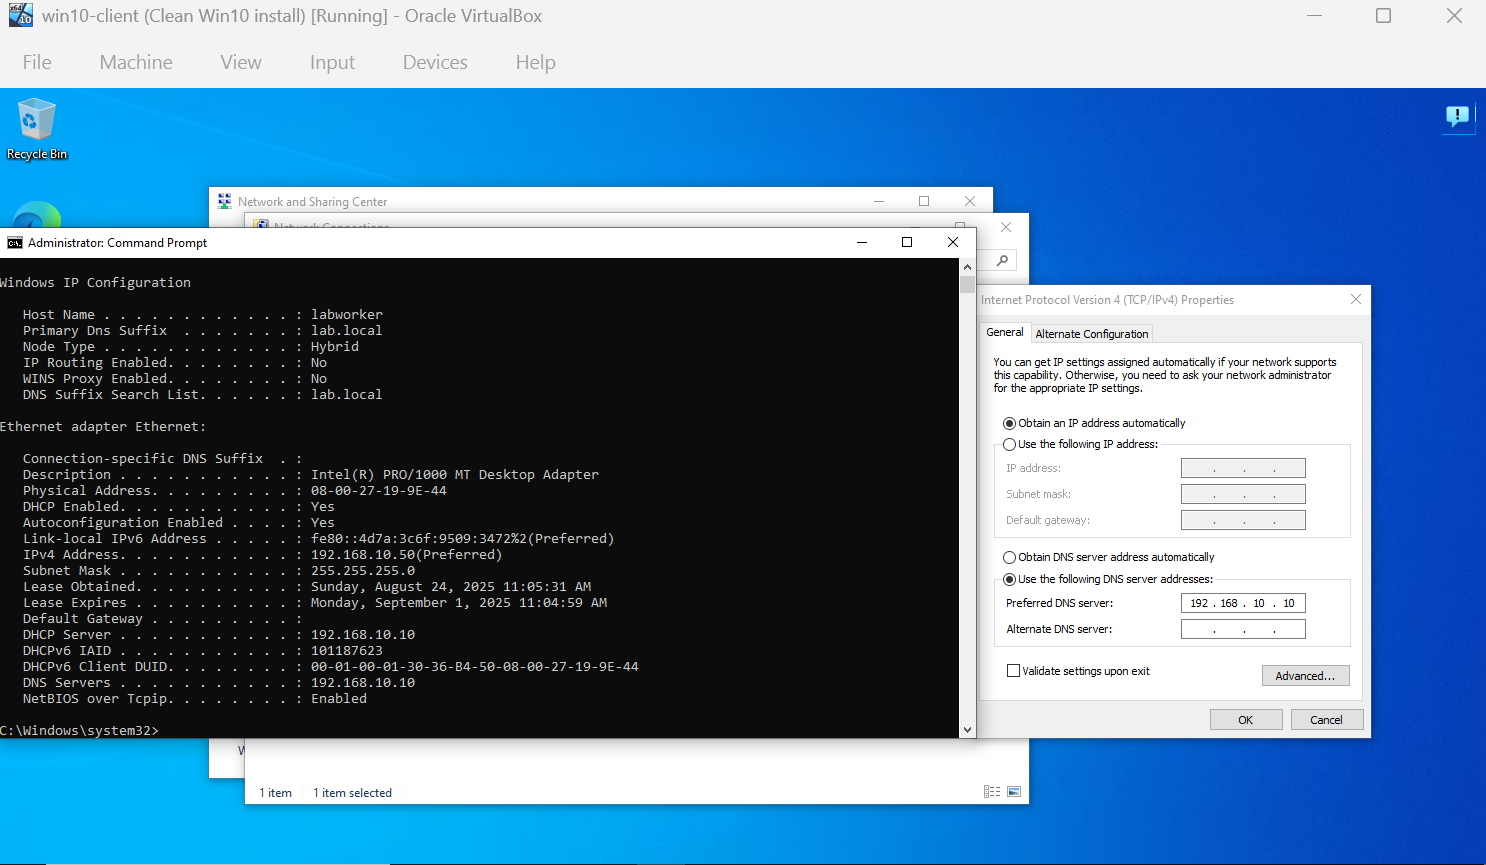 win10-client (Clean Win10 install) [Running] - Oracle VirtualBox
File Machine View Input Devices Help
Recycle Bin
Network and Sharing Center
Network Connections
Administrator: Command Prompt
Windows IP Configuration
Host Name . . . . . . . . . . . . : labworker
Primary Dns Suffix  . . . . . . . : lab.local
Node Type . . . . . . . . . . . . : Hybrid
IP Routing Enabled. . . . . . . . : No
WINS Proxy Enabled. . . . . . . . : No
DNS Suffix Search List. . . . . . : lab.local
Ethernet adapter Ethernet:
Connection-specific DNS Suffix  . :
Description . . . . . . . . . . . : Intel(R) PRO/1000 MT Desktop Adapter
Physical Address. . . . . . . . . : 08-00-27-19-9E-44
DHCP Enabled. . . . . . . . . . . : Yes
Autoconfiguration Enabled . . . . : Yes
Link-local IPv6 Address . . . . . : fe80::4d7a:3c6f:9509:3472%2(Preferred)
IPv4 Address. . . . . . . . . . . : 192.168.10.50(Preferred)
Subnet Mask . . . . . . . . . . . : 255.255.255.0
Lease Obtained. . . . . . . . . . : Sunday, August 24, 2025 11:05:31 AM
Lease Expires . . . . . . . . . . : Monday, September 1, 2025 11:04:59 AM
Default Gateway . . . . . . . . . :
DHCP Server . . . . . . . . . . . : 192.168.10.10
DHCPv6 IAID . . . . . . . . . . . : 101187623
DHCPv6 Client DUID. . . . . . . . : 00-01-00-01-30-36-B4-50-08-00-27-19-9E-44
DNS Servers . . . . . . . . . . . : 192.168.10.10
NetBIOS over Tcpip. . . . . . . . : Enabled
C:\Windows\system32>
1 item 1 item selected
Internet Protocol Version 4 (TCP/IPv4) Properties
General Alternate Configuration
You can get IP settings assigned automatically if your network supports
this capability. Otherwise, you need to ask your network administrator
for the appropriate IP settings.
Obtain an IP address automatically
Use the following IP address:
IP address: . . .
Subnet mask: . . .
Default gateway: . . .
Obtain DNS server address automatically
Use the following DNS server addresses:
Preferred DNS server: 192 . 168 . 10 . 10
Alternate DNS server: . . .
Validate settings upon exit
Advanced...
OK Cancel